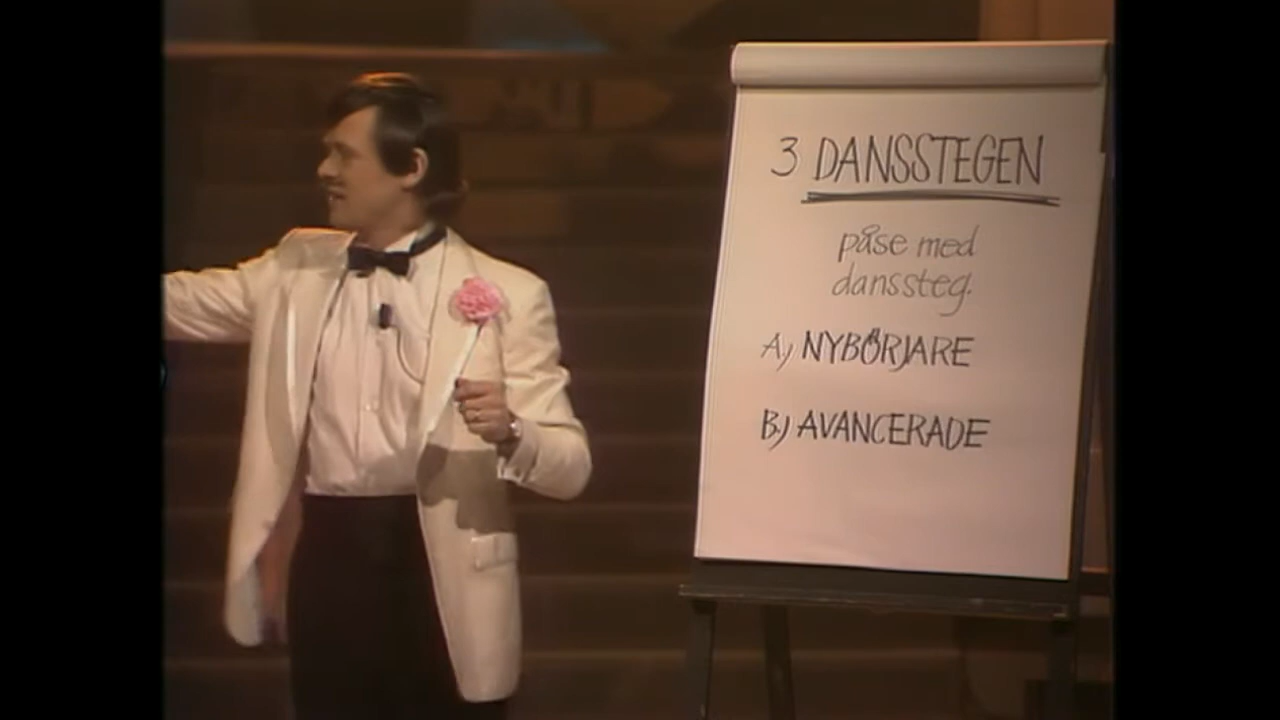 3 DANSSTEGEN
påse med
danssteg.
A.) NYBÖRJARE
B.) AVANCERADE